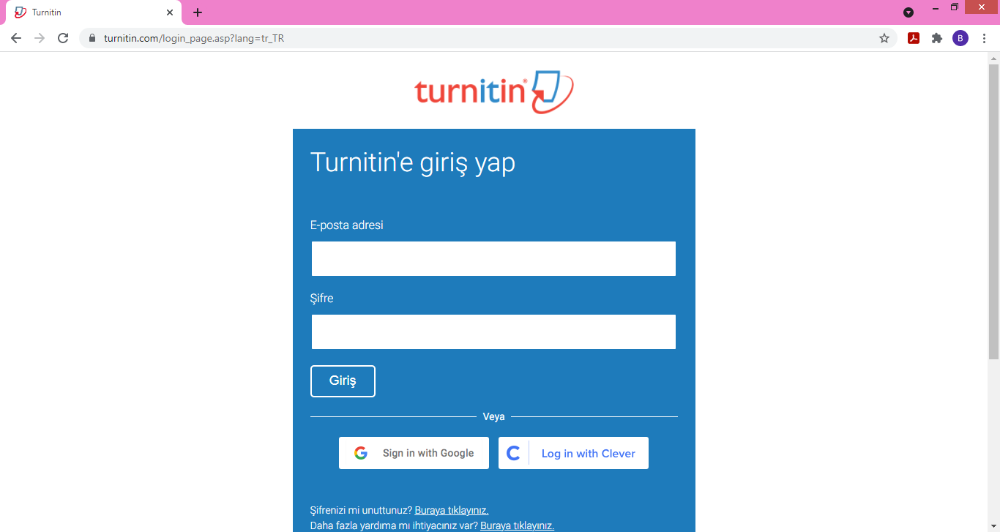 Turnitin
turnitin.com/login_page.asp?lang=tr_TR
B
turnitin®
Turnitin'e giriş yap
E-posta adresi
Şifre
Giriş
Veya
Sign in with Google
Log in with Clever
Şifrenizi mi unuttunuz? Buraya tıklayınız.
Daha fazla yardıma mı ihtiyacınız var? Buraya tıklayınız.